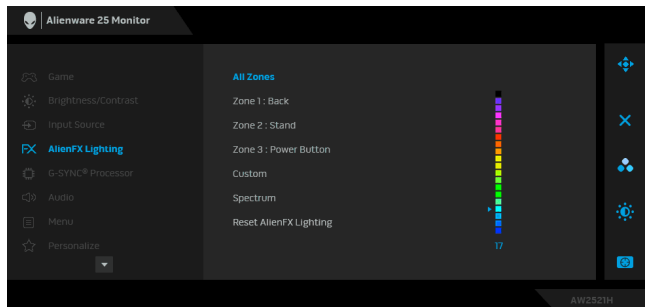 Alienware 25 Monitor
Game
Brightness/Contrast
Input Source
FX AlienFX Lighting
G-SYNC® Processor
Audio
Menu
Personalize
All Zones
Zone 1 : Back
Zone 2 : Stand
Zone 3 : Power Button
Custom
Spectrum
Reset AlienFX Lighting
17
AW2521H